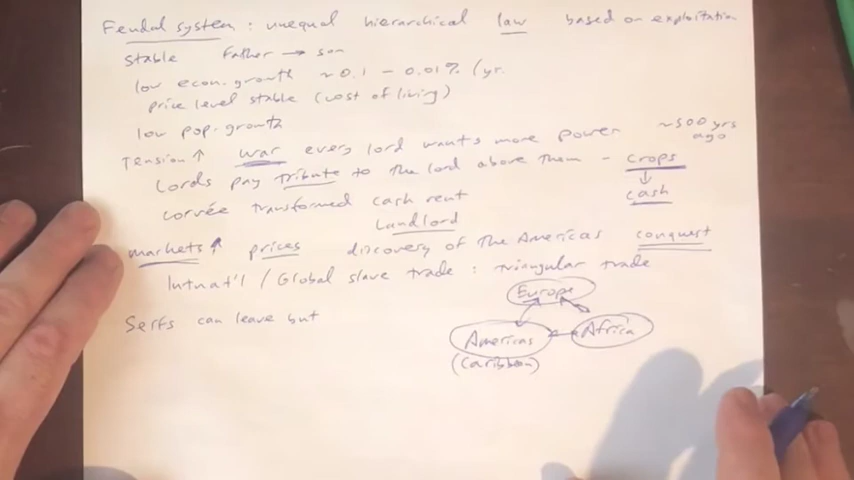 Feudal system : unequal hierarchical law based on exploitation
stable Father → son
low econ. growth ~0.1 - 0.01% /yr.
price level stable (cost of living)
low pop. growth
Tension ↑ war every lord wants more power ~500 yrs ago
Lords pay tribute to the lord above them - crops
↓
corvée transformed cash rent cash
Landlord
markets ↑ prices discovery of the Americas conquest
Intnat'l / Global slave trade : triangular trade
Europe
Serfs can leave but
Americas Africa
(Caribbean)